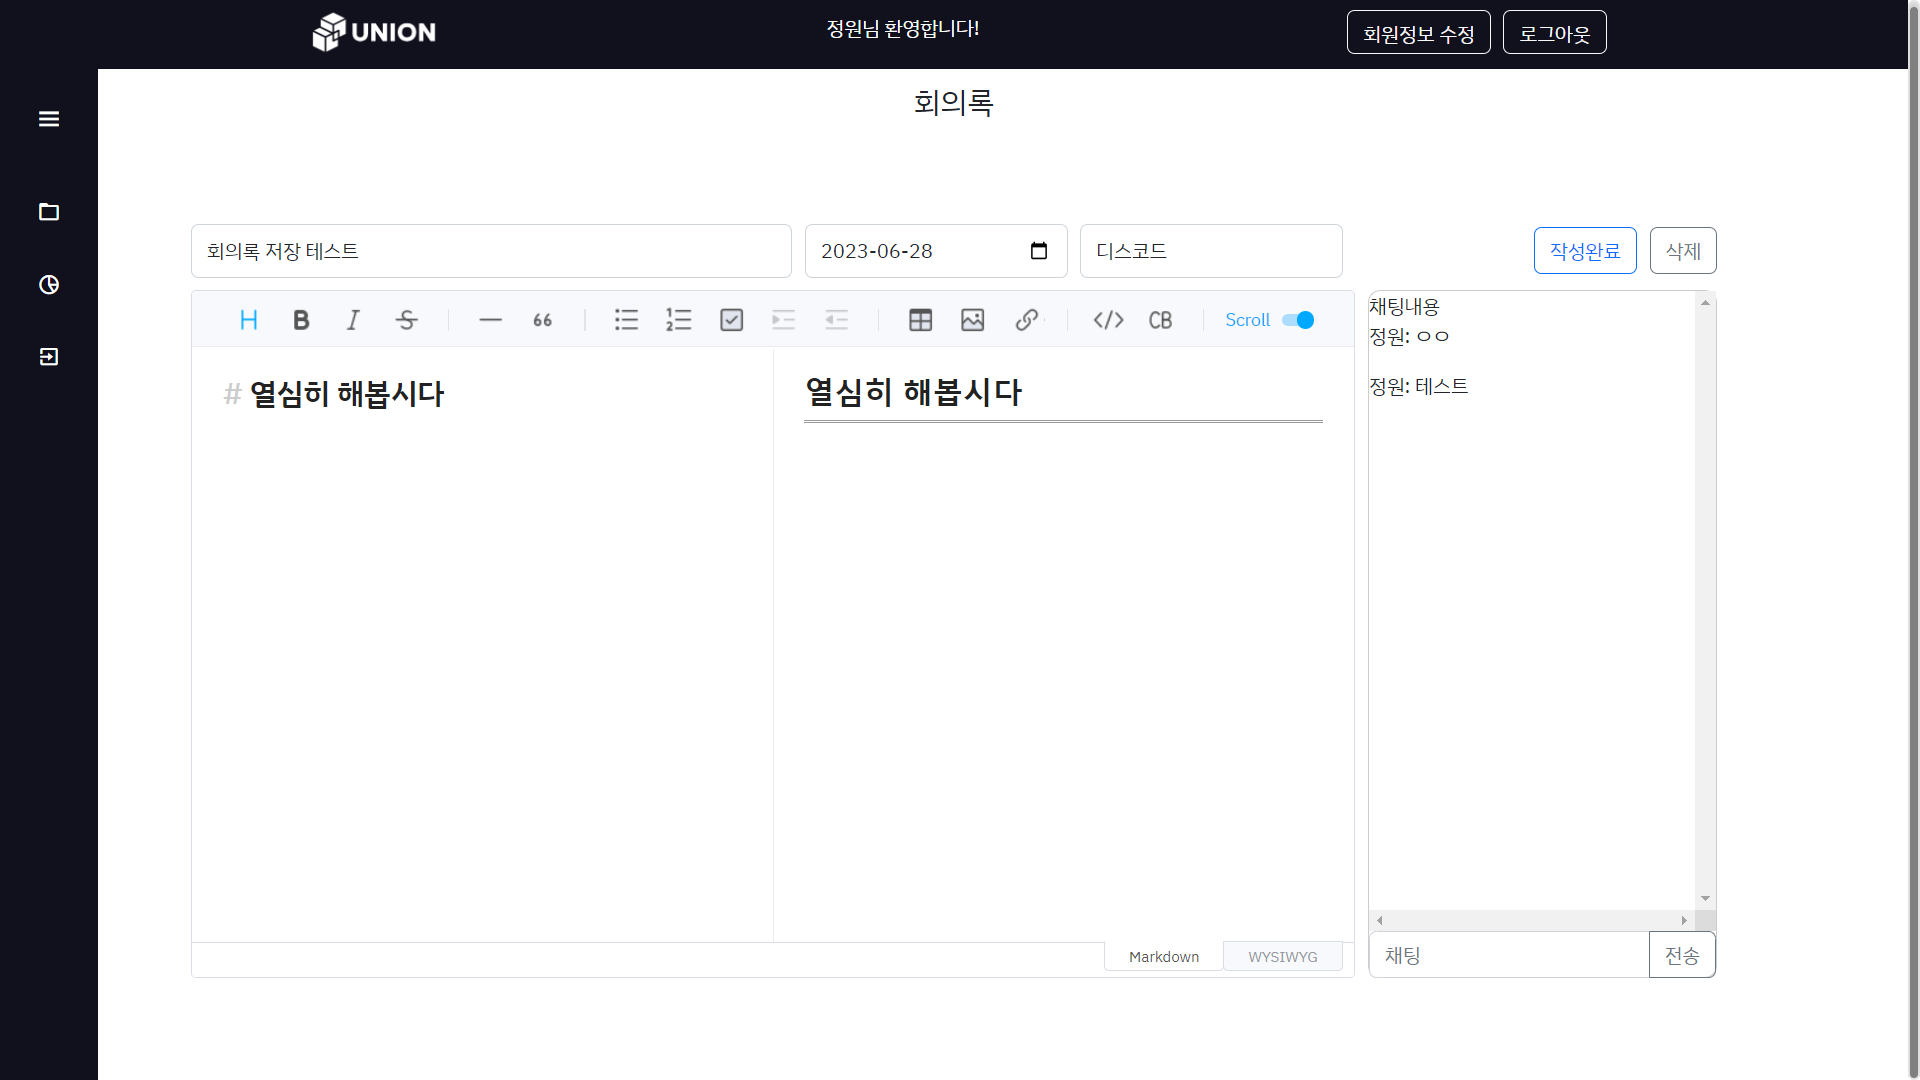 UNION
정원님 환영합니다!
회원정보 수정
로그아웃
회의록
회의록 저장 테스트
2023-06-28
디스코드
작성완료
삭제
Scroll
CB
# 열심히 해봅시다
열심히 해봅시다
채팅내용
정원: ㅇㅇ
정원: 테스트
Markdown
WYSIWYG
채팅
전송